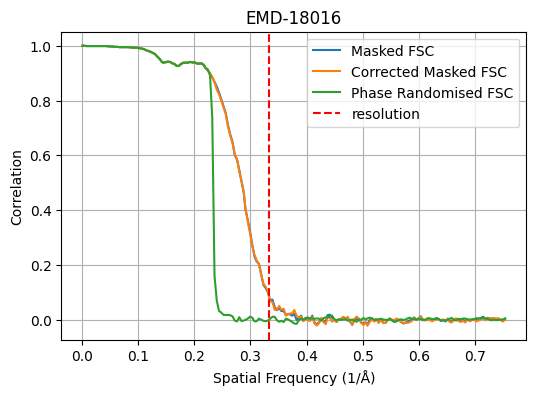 EMD-18016
Masked FSC
Corrected Masked FSC
Phase Randomised FSC
resolution
Correlation
1.0
0.8
0.6
0.4
0.2
0.0
0.0 0.1 0.2 0.3 0.4 0.5 0.6 0.7
Spatial Frequency (1/Å)